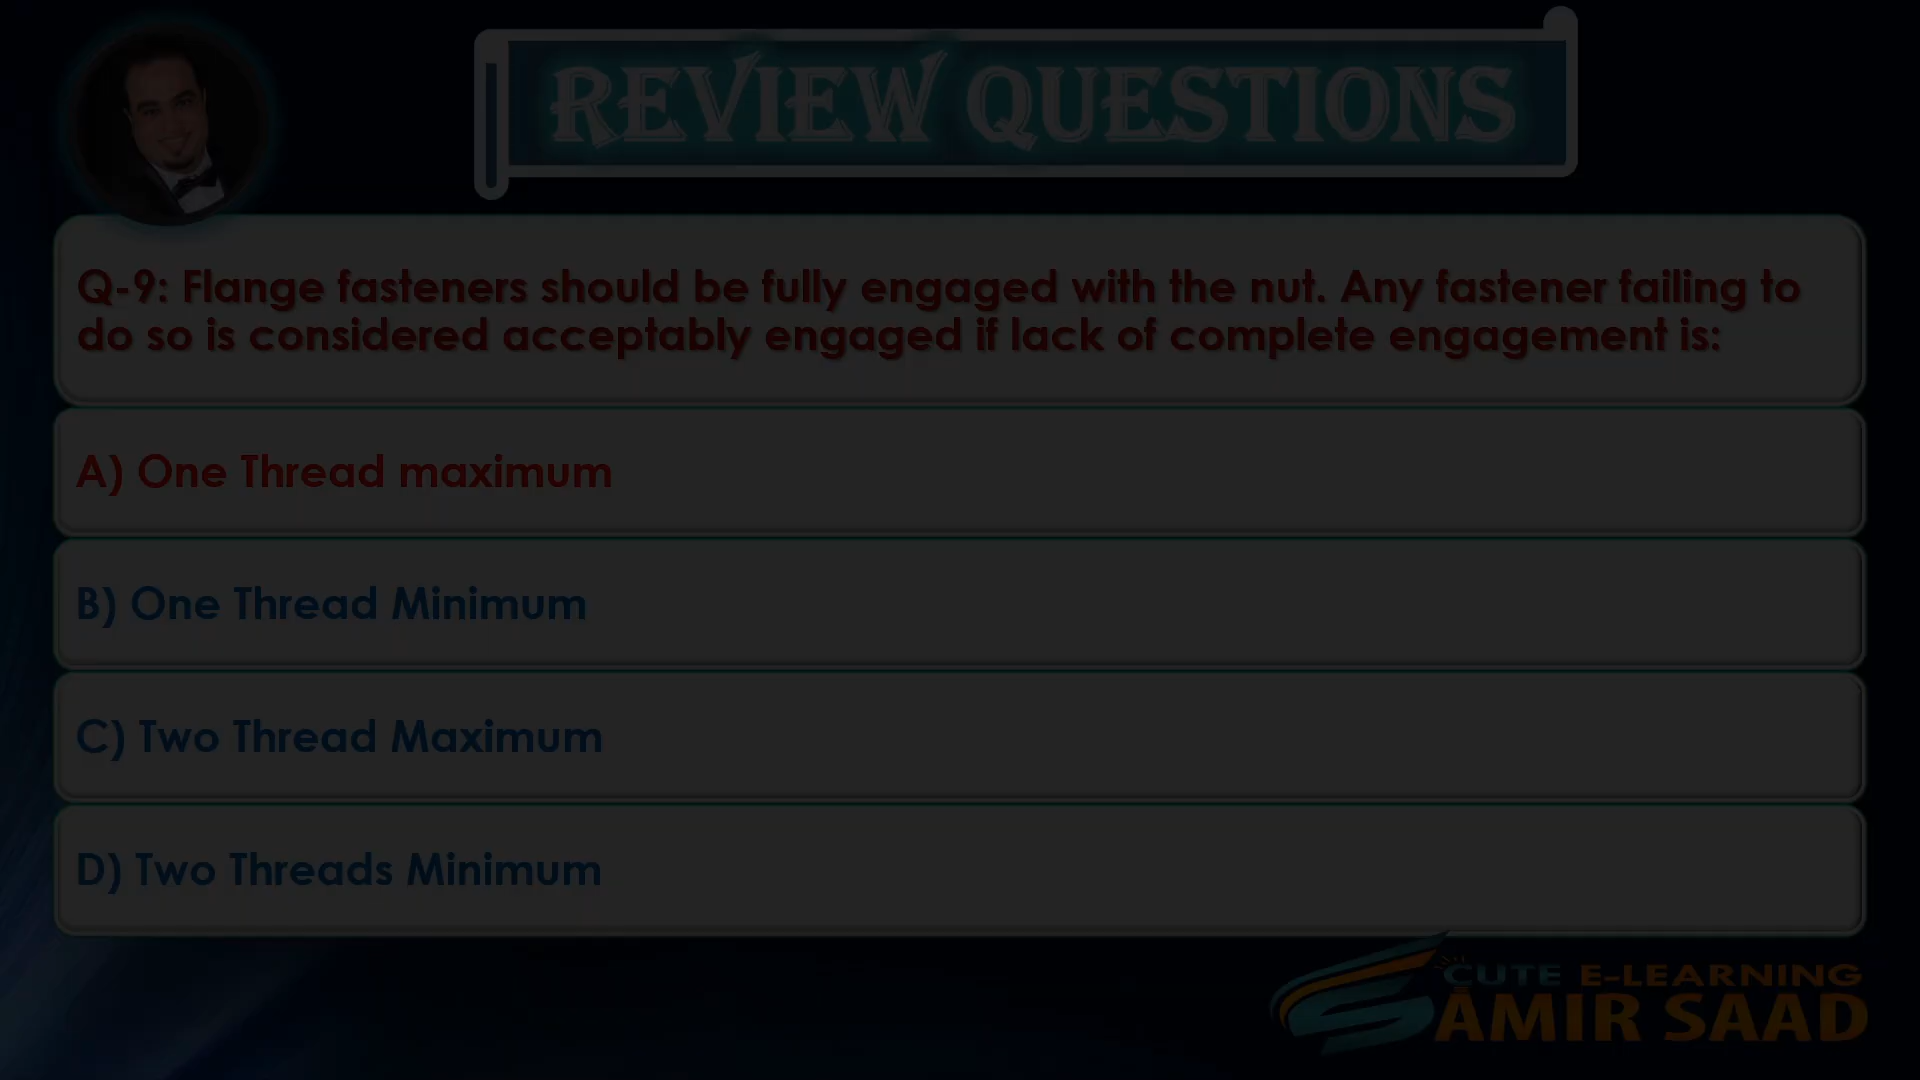 REVIEW QUESTIONS
Q-9: Flange fasteners should be fully engaged with the nut. Any fastener failing to
do so is considered acceptably engaged if lack of complete engagement is:
A) One Thread maximum
B) One Thread Minimum
C) Two Thread Maximum
D) Two Threads Minimum
CUTE E-LEARNING
AMIR SAAD